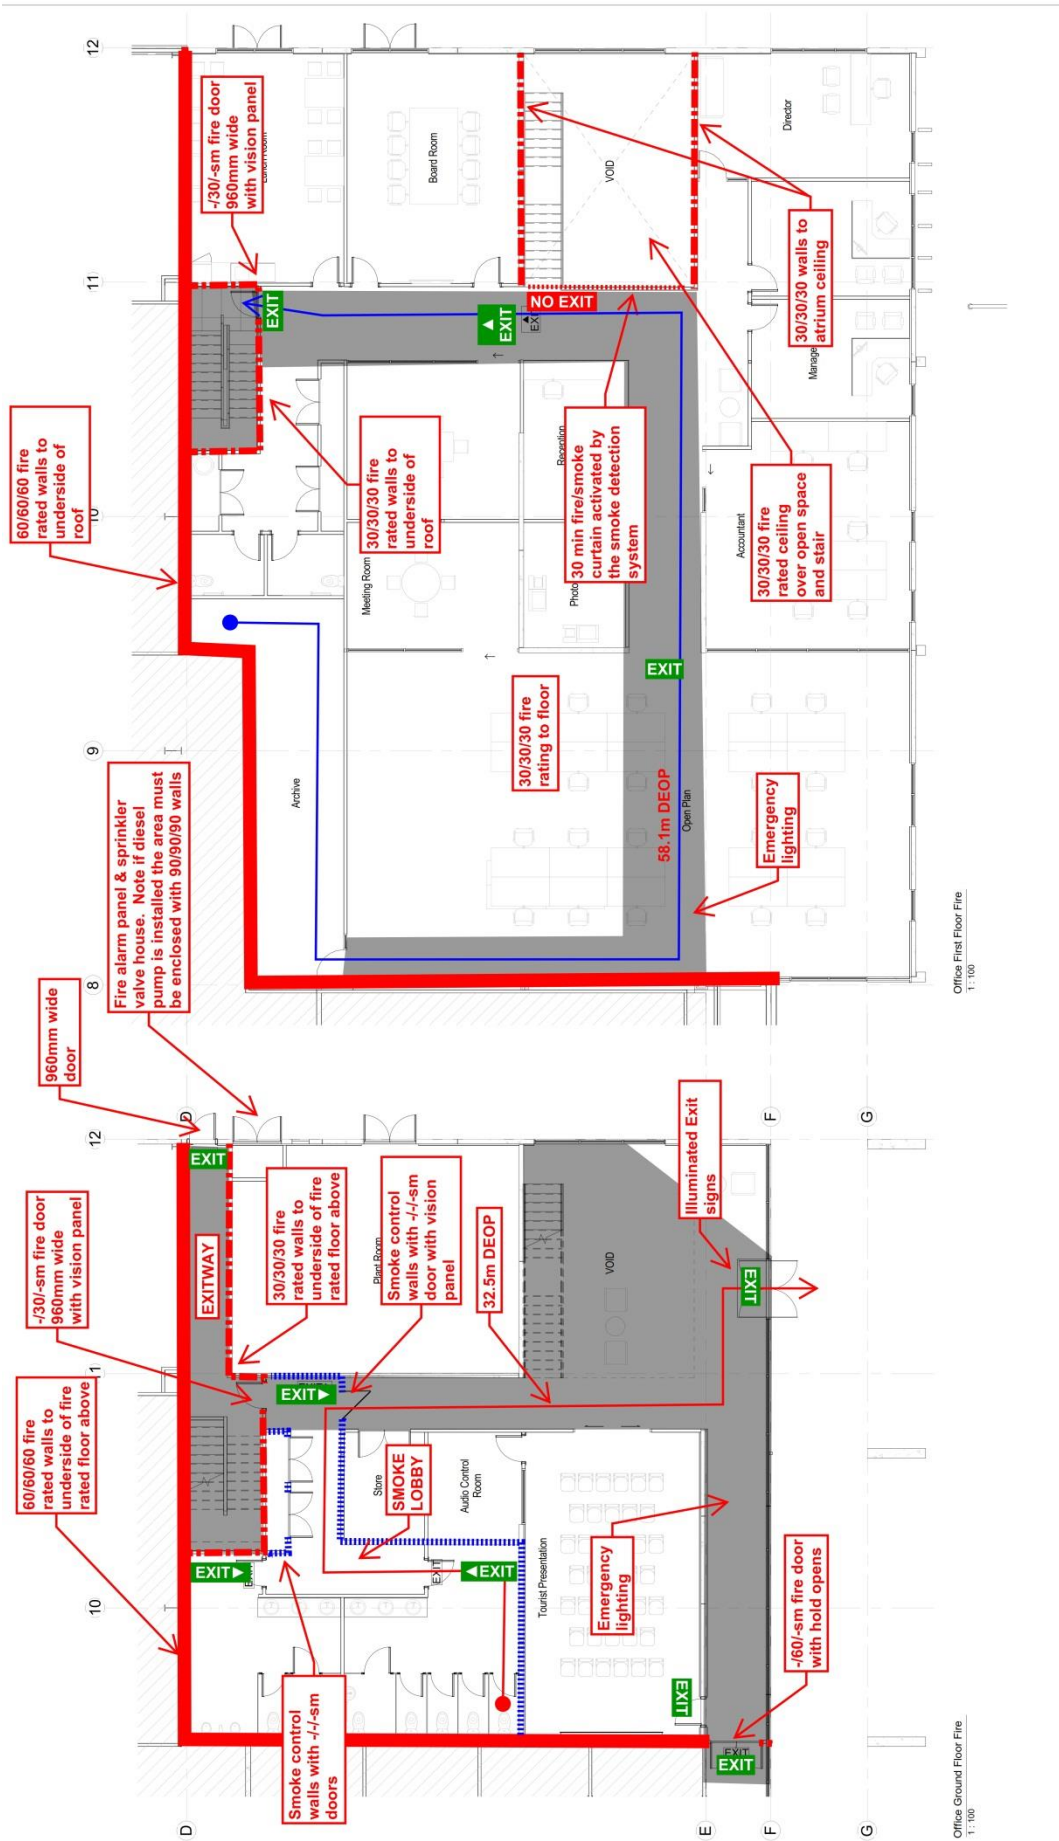 12
11
10
9
8
60/60/60 fire
rated walls to
underside of
roof
-/30/-sm fire door
960mm wide
with vision panel
Board Room
VOID
Director
EXIT
EXIT
NO EXIT
30/30/30 fire
rated walls to
underside of
roof
30 min fire/smoke
curtain activated by
the smoke detection
system
30/30/30 walls to
atrium ceiling
30/30/30 fire
rated ceiling
over open space
and stair
Meeting Room
Reception
Photo
Accountant
Manage
Archive
30/30/30 fire
rating to floor
EXIT
58.1m DEOP
Open Plan
Emergency
lighting
Office First Floor Fire
1 : 100
Fire alarm panel & sprinkler
valve house. Note if diesel
pump is installed the area must
be enclosed with 90/90/90 walls
960mm wide
door
-/30/-sm fire door
960mm wide
with vision panel
60/60/60 fire
rated walls to
underside of fire
rated floor above
12
D
F
G
EXIT
EXITWAY
30/30/30 fire
rated walls to
underside of fire
rated floor above
Plant Room
Smoke control
walls with -/-/-sm
door with vision
panel
32.5m DEOP
Illuminated Exit
signs
VOID
EXIT
EXIT
1
EXIT
Store
SMOKE
LOBBY
Audio Control
Room
EXIT
EXIT
Tourist Presentation
Emergency
lighting
10
Smoke control
walls with -/-/-sm
doors
EXIT
EXIT
EXIT
-/60/-sm fire door
with hold opens
D
E
F
G
Office Ground Floor Fire
1 : 100